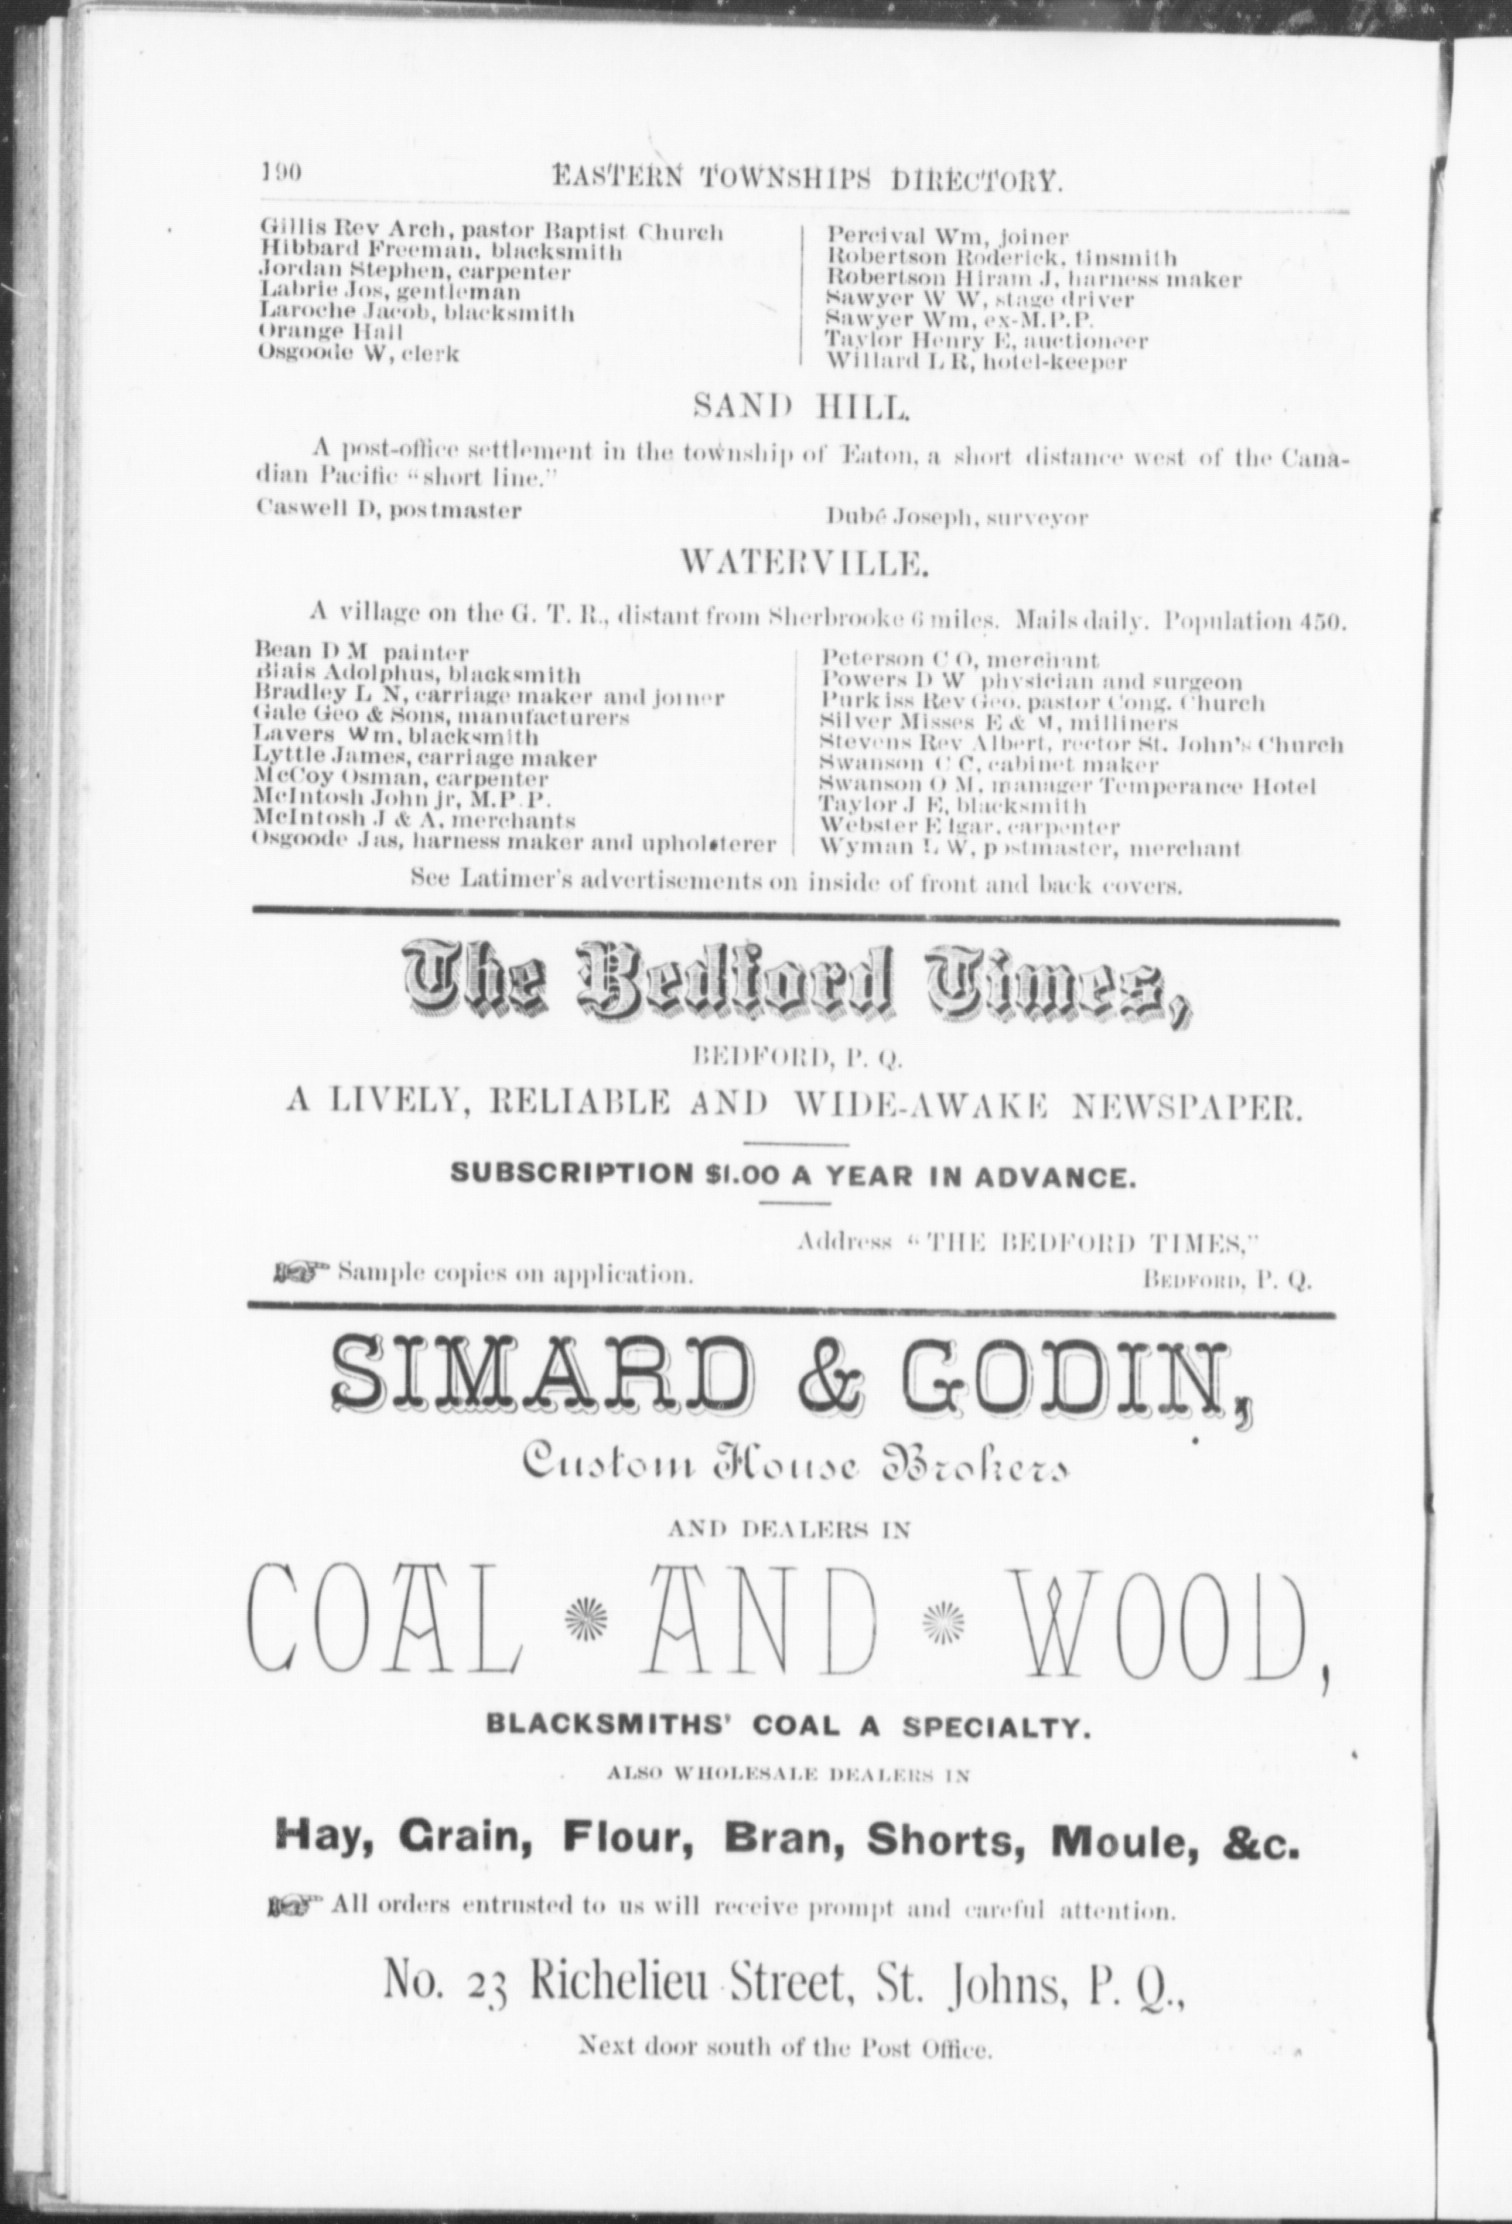 190
EASTERN TOWNSHIPS DIRECTORY.
Gillis Rev Arch, pastor Baptist Church
Hibbard Freeman, blacksmith
Jordan Stephen, carpenter
Labrie Jos, gentleman
Laroche Jacob, blacksmith
Orange Hall
Osgoode W, clerk
Percival Wm, joiner
Robertson Roderick, tinsmith
Robertson Hiram J, harness maker
Sawyer W W, stage driver
Sawyer Wm, ex-M.P.P.
Taylor Henry E, auctioneer
Willard L R, hotel-keeper
SAND HILL.
A post-office settlement in the township of Eaton, a short distance west of the Cana-
dian Pacific "short line."
Caswell D, postmaster
Dubé Joseph, surveyor
WATERVILLE.
A village on the G. T. R., distant from Sherbrooke 6 miles. Mails daily. Population 450.
Bean D M painter
Blais Adolphus, blacksmith
Bradley L N, carriage maker and joiner
Gale Geo & Sons, manufacturers
Lavers Wm, blacksmith
Lyttle James, carriage maker
McCoy Osman, carpenter
McIntosh John jr, M.P.P.
McIntosh J & A, merchants
Osgoode Jas, harness maker and upholsterer
Peterson C O, merchant
Powers D W physician and surgeon
Purkiss Rev Geo, pastor Cong. Church
Silver Misses E & M, milliners
Stevens Rev Albert, rector St. John's Church
Swanson C C, cabinet maker
Swanson O M, manager Temperance Hotel
Taylor J E, blacksmith
Webster Edgar, carpenter
Wyman L W, postmaster, merchant
See Latimer's advertisements on inside of front and back covers.
The Bedford Times,
BEDFORD, P. Q.
A LIVELY, RELIABLE AND WIDE-AWAKE NEWSPAPER.
SUBSCRIPTION $1.00 A YEAR IN ADVANCE.
Address "THE BEDFORD TIMES,"
☞ Sample copies on application.
BEDFORD, P. Q.
SIMARD & GODIN,
Custom House Brokers
AND DEALERS IN
COAL AND WOOD,
BLACKSMITHS' COAL A SPECIALTY.
ALSO WHOLESALE DEALERS IN
Hay, Grain, Flour, Bran, Shorts, Moule, &c.
☞ All orders entrusted to us will receive prompt and careful attention.
No. 23 Richelieu Street, St. Johns, P. Q.,
Next door south of the Post Office.